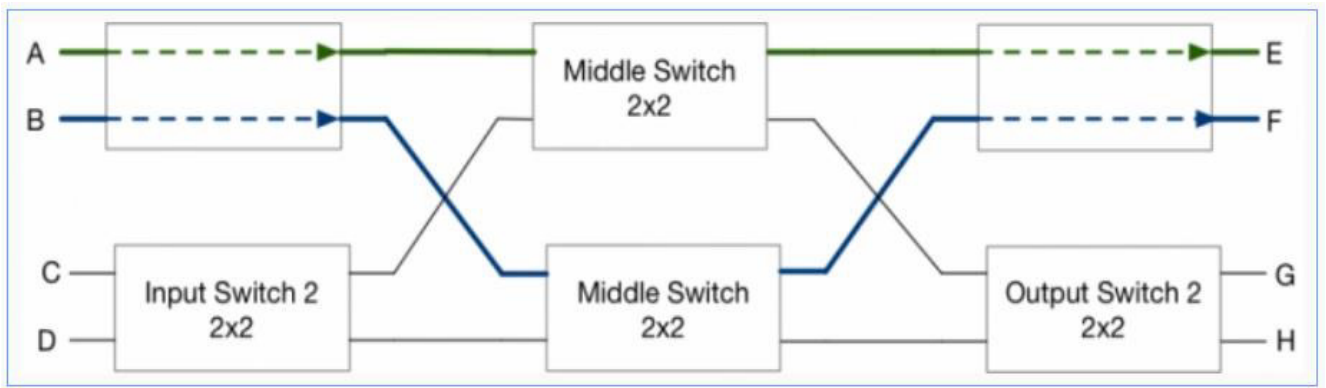 A
Middle Switch
2x2
E
B
F
C
Input Switch 2
2x2
D
Middle Switch
2x2
Output Switch 2
2x2
G
H